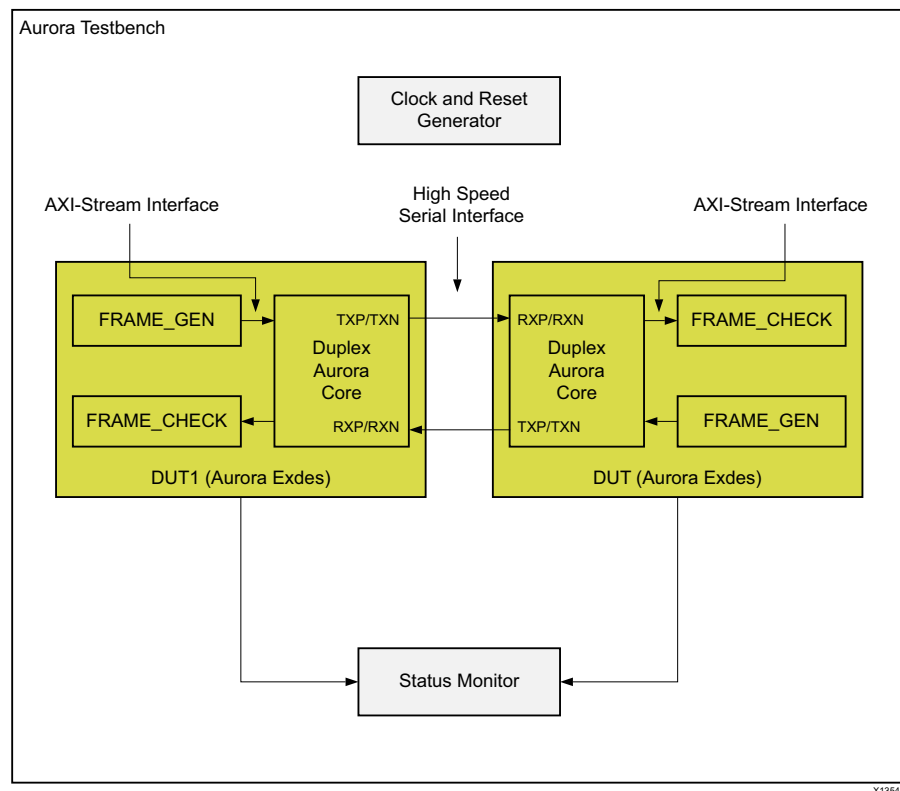 Aurora Testbench
Clock and Reset
Generator
AXI-Stream Interface
High Speed
Serial Interface
AXI-Stream Interface
FRAME_GEN
TXP/TXN
RXP/RXN
FRAME_CHECK
Duplex
Aurora
Core
Duplex
Aurora
Core
FRAME_CHECK
RXP/RXN
TXP/TXN
FRAME_GEN
DUT1 (Aurora Exdes)
DUT (Aurora Exdes)
Status Monitor